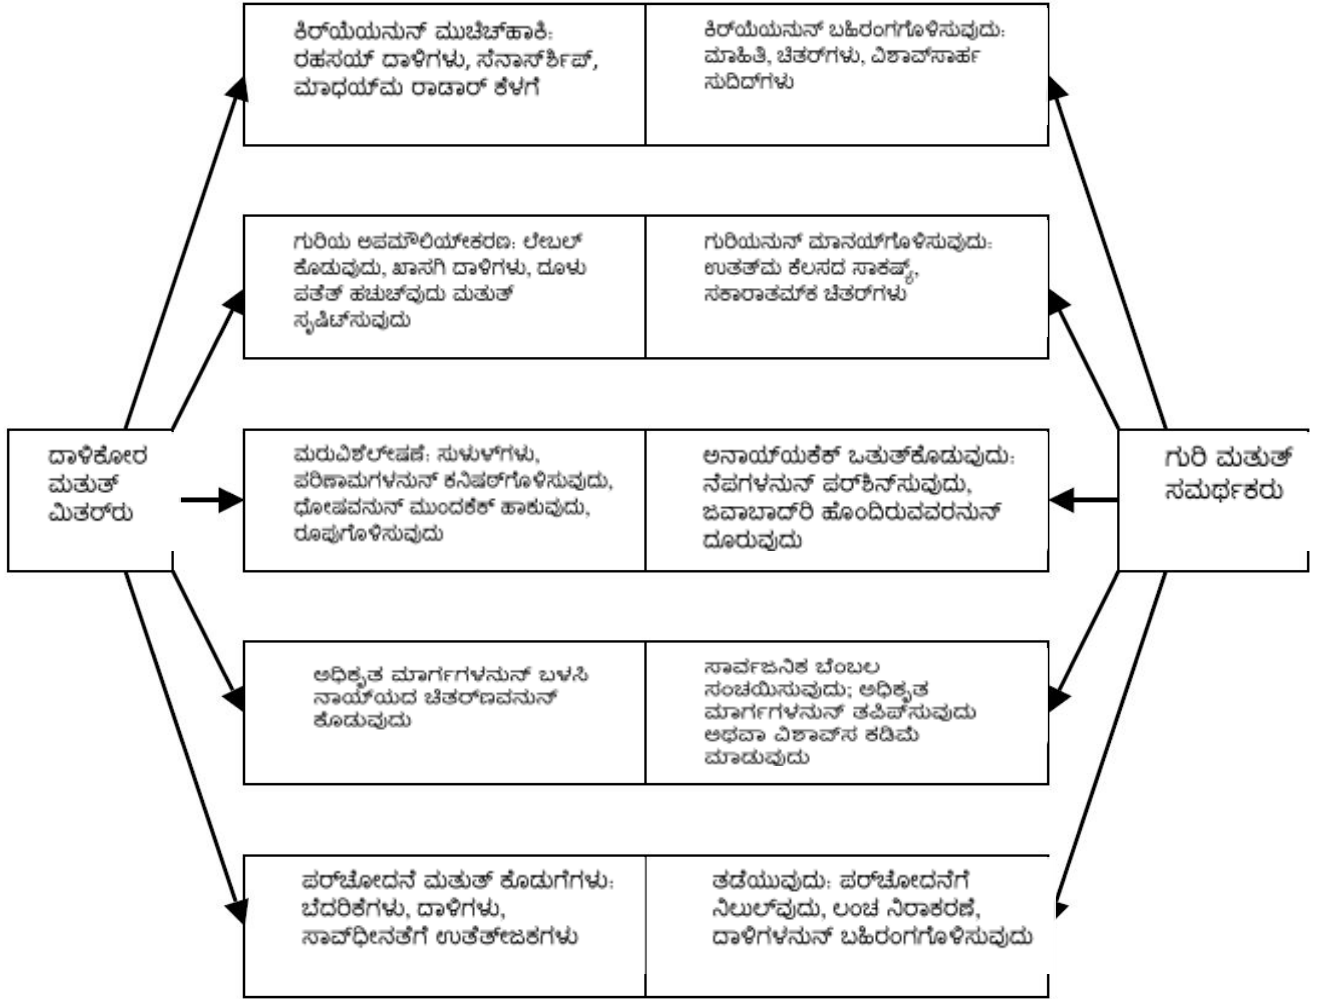 ಕಿರ್‍ಯೆಯನುನ್ ಮುಚಿಚ್‍ಹಾಕಿ:
ರಹಸಯ್ ದಾಳಿಗಳು, ಸೆನಾಸ್‍ರ್ಶಿಪ್,
ಮಾಧಯ್‍ಮ ರಾಡಾರ್ ಕೆಳಗೆ
ಕಿರ್‍ಯೆಯನುನ್ ಬಹಿರಂಗಗೊಳಿಸುವುದು:
ಮಾಹಿತಿ, ಚಿತರ್‍ಗಳು, ವಿಶಾವ್‍ಸಾರ್ಹ
ಸುದಿದ್‍ಗಳು
ಗುರಿಯ ಅಪಮೌಲಿಯ್‍ೇಕರಣ: ಲೇಬಲ್
ಕೊಡುವುದು, ಖಾಸಗಿ ದಾಳಿಗಳು, ದೂಳು
ಪತೆತ್ ಹಚುಚ್‍ವುದು ಮತುತ್
ಸೃಷಿಟ್‍ಸುವುದು
ಗುರಿಯನುನ್ ಮಾನಯ್‍ಗೊಳಿಸುವುದು:
ಉತತ್‍ಮ ಕೆಲಸದ ಸಾಕಷ್ಯ್,
ಸಕಾರಾತಮ್‍ಕ ಚಿತರ್‍ಗಳು
ದಾಳಿಕೋರ
ಮತುತ್
ಮಿತರ್‍ರು
ಮರುವಿಶೆಲ್‍ೇಷಣೆ: ಸುಳುಳ್‍ಗಳು,
ಪರಿಣಾಮಗಳನುನ್ ಕನಿಷಠ್‍ಗೊಳಿಸುವುದು,
ಧೋಷವನುನ್ ಮುಂದಕೆಕ್ ಹಾಕುವುದು,
ರೂಪುಗೊಳಿಸುವುದು
ಅನಾಯ್‍ಯಕೆಕ್ ಒತುತ್‍ಕೊಡುವುದು:
ನೆಪಗಳನುನ್ ಪರ್‍ಶಿನ್‍ಸುವುದು,
ಜವಾಬಾದ್‍ರಿ ಹೊಂದಿರುವವರನುನ್
ದೂರುವುದು
ಗುರಿ ಮತುತ್
ಸಮರ್ಥಕರು
ಅಧಿಕೃತ ಮಾರ್ಗಗಳನುನ್ ಬಳಸಿ
ನಾಯ್‍ಯದ ಚಿತರ್‍ಣವನುನ್
ಕೊಡುವುದು
ಸಾರ್ವಜನಿಕ ಬೆಂಬಲ
ಸಂಚಯಿಸುವುದು; ಅಧಿಕೃತ
ಮಾರ್ಗಗಳನುನ್ ತಪಿಪ್‍ಸುವುದು
ಅಥವಾ ವಿಶಾವ್‍ಸ ಕಡಿಮೆ
ಮಾಡುವುದು
ಪರ್‍ಚೋದನೆ ಮತುತ್ ಕೊಡುಗೆಗಳು:
ಬೆದರಿಕೆಗಳು, ದಾಳಿಗಳು,
ಸಾವ್‍ಧೀನತೆಗೆ ಉತೆತ್‍ೇಜಕಗಳು
ತಡೆಯುವುದು: ಪರ್‍ಚೋದನೆಗೆ
ನಿಲುಲ್‍ವುದು, ಲಂಚ ನಿರಾಕರಣೆ,
ದಾಳಿಗಳನುನ್ ಬಹಿರಂಗಗೊಳಿಸುವುದು